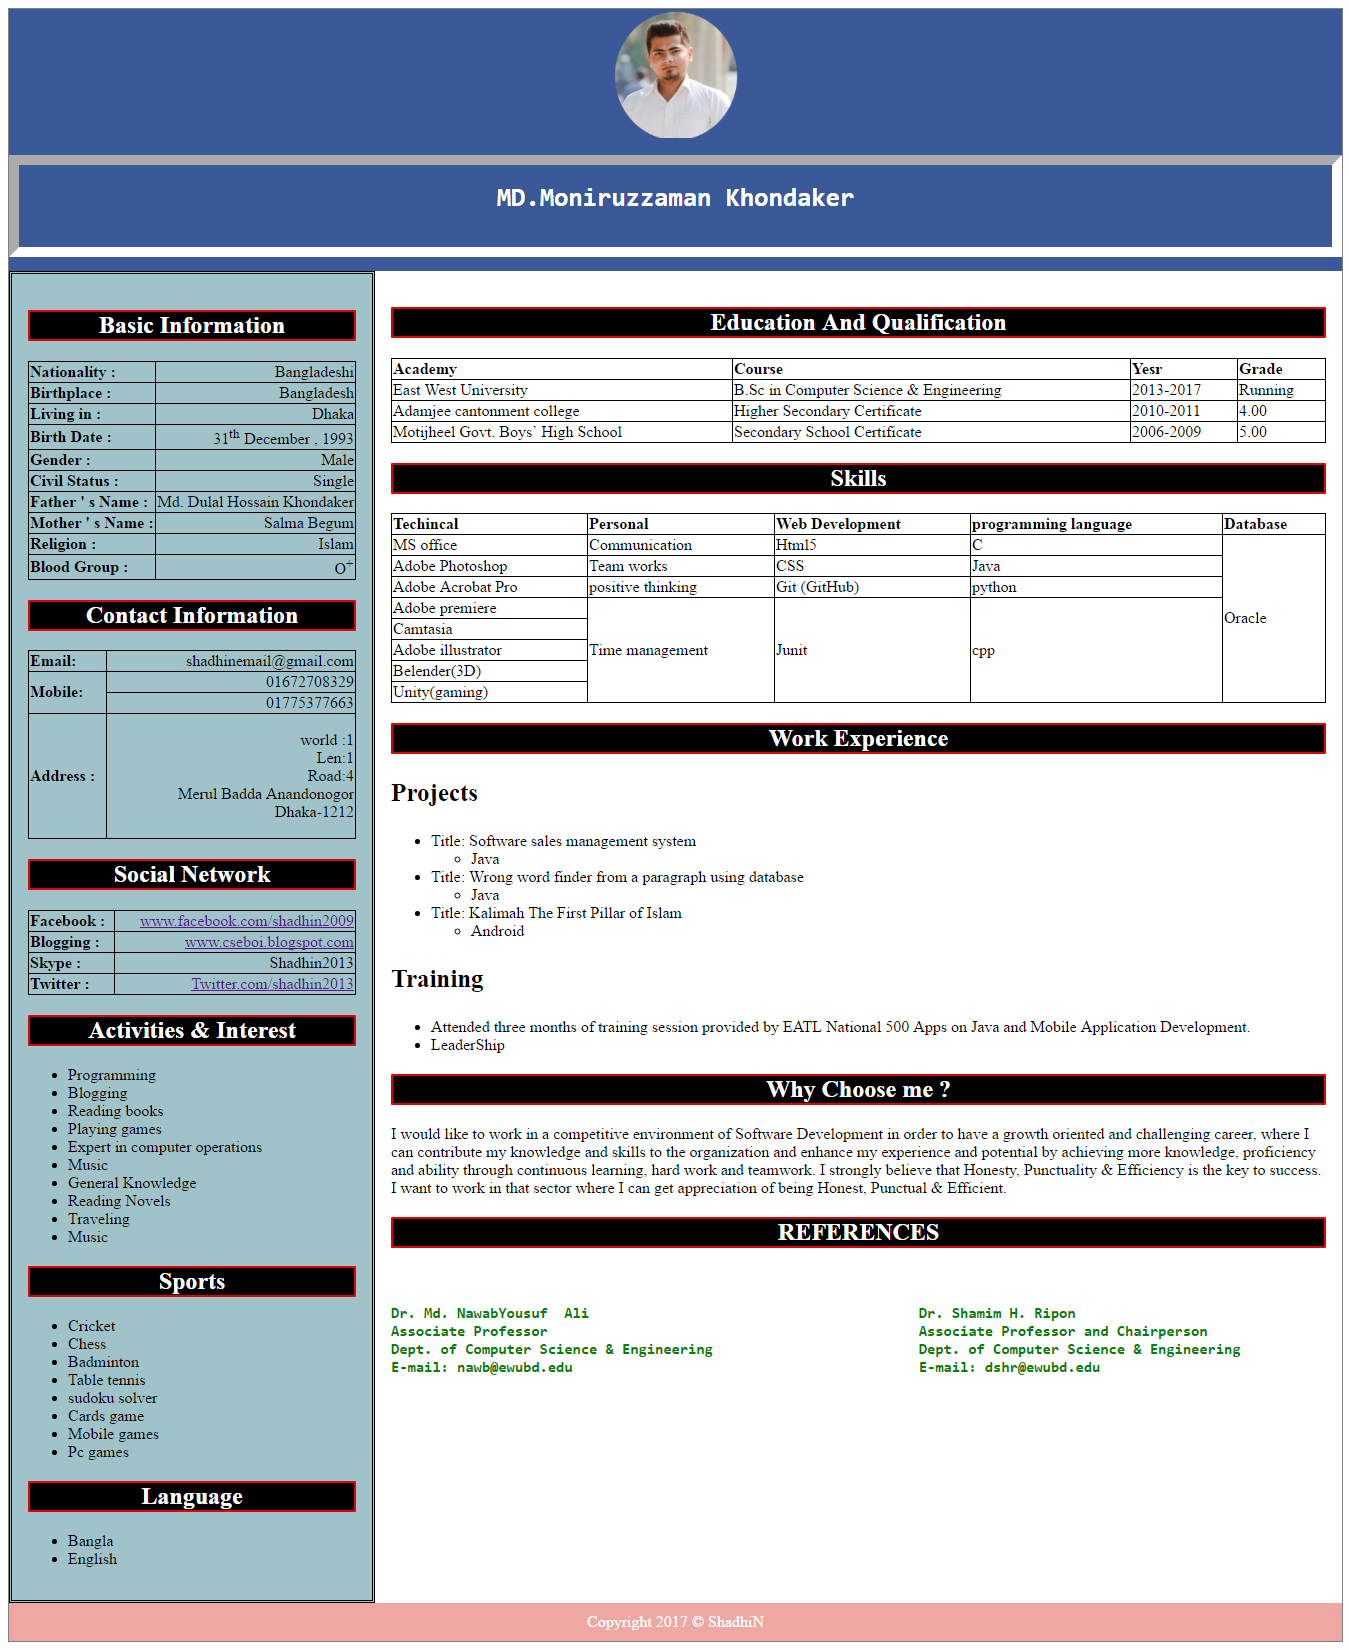 MD.Moniruzzaman Khondaker
Basic Information
Nationality : Bangladeshi
Birthplace : Bangladesh
Living in : Dhaka
Birth Date : 31th December , 1993
Gender : Male
Civil Status : Single
Father ' s Name : Md. Dulal Hossain Khondaker
Mother ' s Name : Salma Begum
Religion : Islam
Blood Group : O+
Contact Information
Email: shadhinemail@gmail.com
Mobile: 01672708329
01775377663
Address : world :1
Len:1
Road:4
Merul Badda Anandonogor
Dhaka-1212
Social Network
Facebook : www.facebook.com/shadhin2009
Blogging : www.cseboi.blogspot.com
Skype : Shadhin2013
Twitter : Twitter.com/shadhin2013
Activities & Interest
Programming
Blogging
Reading books
Playing games
Expert in computer operations
Music
General Knowledge
Reading Novels
Traveling
Music
Sports
Cricket
Chess
Badminton
Table tennis
sudoku solver
Cards game
Mobile games
Pc games
Language
Bangla
English
Education And Qualification
Academy Course Yesr Grade
East West University B.Sc in Computer Science & Engineering 2013-2017 Running
Adamjee cantonment college Higher Secondary Certificate 2010-2011 4.00
Motijheel Govt. Boys’ High School Secondary School Certificate 2006-2009 5.00
Skills
Techincal Personal Web Development programming language Database
MS office Communication Html5 C Oracle
Adobe Photoshop Team works CSS Java
Adobe Acrobat Pro positive thinking Git (GitHub) python
Adobe premiere Time management Junit cpp
Camtasia
Adobe illustrator
Belender(3D)
Unity(gaming)
Work Experience
Projects
Title: Software sales management system
Java
Title: Wrong word finder from a paragraph using database
Java
Title: Kalimah The First Pillar of Islam
Android
Training
Attended three months of training session provided by EATL National 500 Apps on Java and Mobile Application Development.
LeaderShip
Why Choose me ?
I would like to work in a competitive environment of Software Development in order to have a growth oriented and challenging career, where I
can contribute my knowledge and skills to the organization and enhance my experience and potential by achieving more knowledge, proficiency
and ability through continuous learning, hard work and teamwork. I strongly believe that Honesty, Punctuality & Efficiency is the key to success.
I want to work in that sector where I can get appreciation of being Honest, Punctual & Efficient.
REFERENCES
Dr. Md. NawabYousuf  Ali
Associate Professor
Dept. of Computer Science & Engineering
E-mail: nawb@ewubd.edu
Dr. Shamim H. Ripon
Associate Professor and Chairperson
Dept. of Computer Science & Engineering
E-mail: dshr@ewubd.edu
Copyright 2017 © ShadhiN